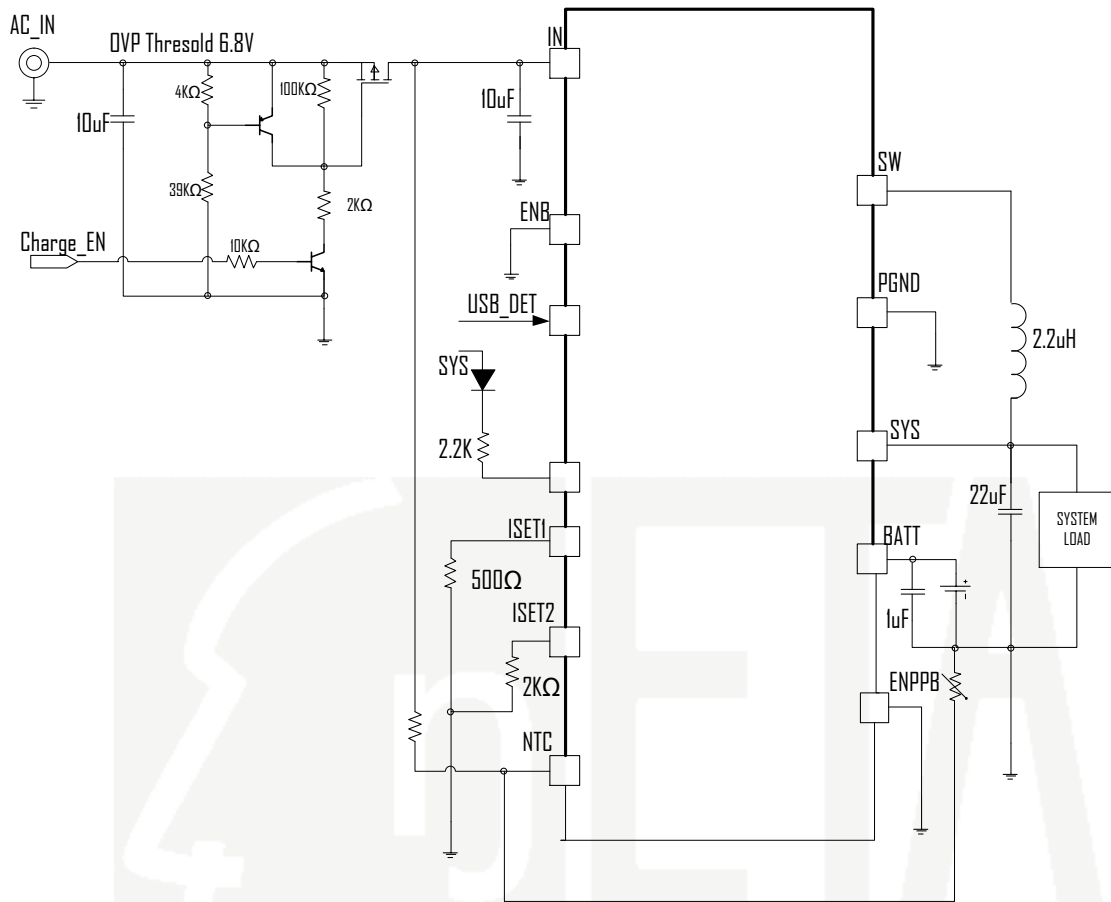 AC_IN
OVP Thresold 6.8V
IN
4KΩ
100KΩ
10uF
10uF
SW
39KΩ
2KΩ
ENB
Charge_EN
10KΩ
PGND
USB_DET
2.2uH
SYS
SYS
2.2K
22uF
SYSTEM
LOAD
ISET1
BATT
500Ω
+
-
1uF
ISET2
2KΩ
ENPPB
NTC
ETA